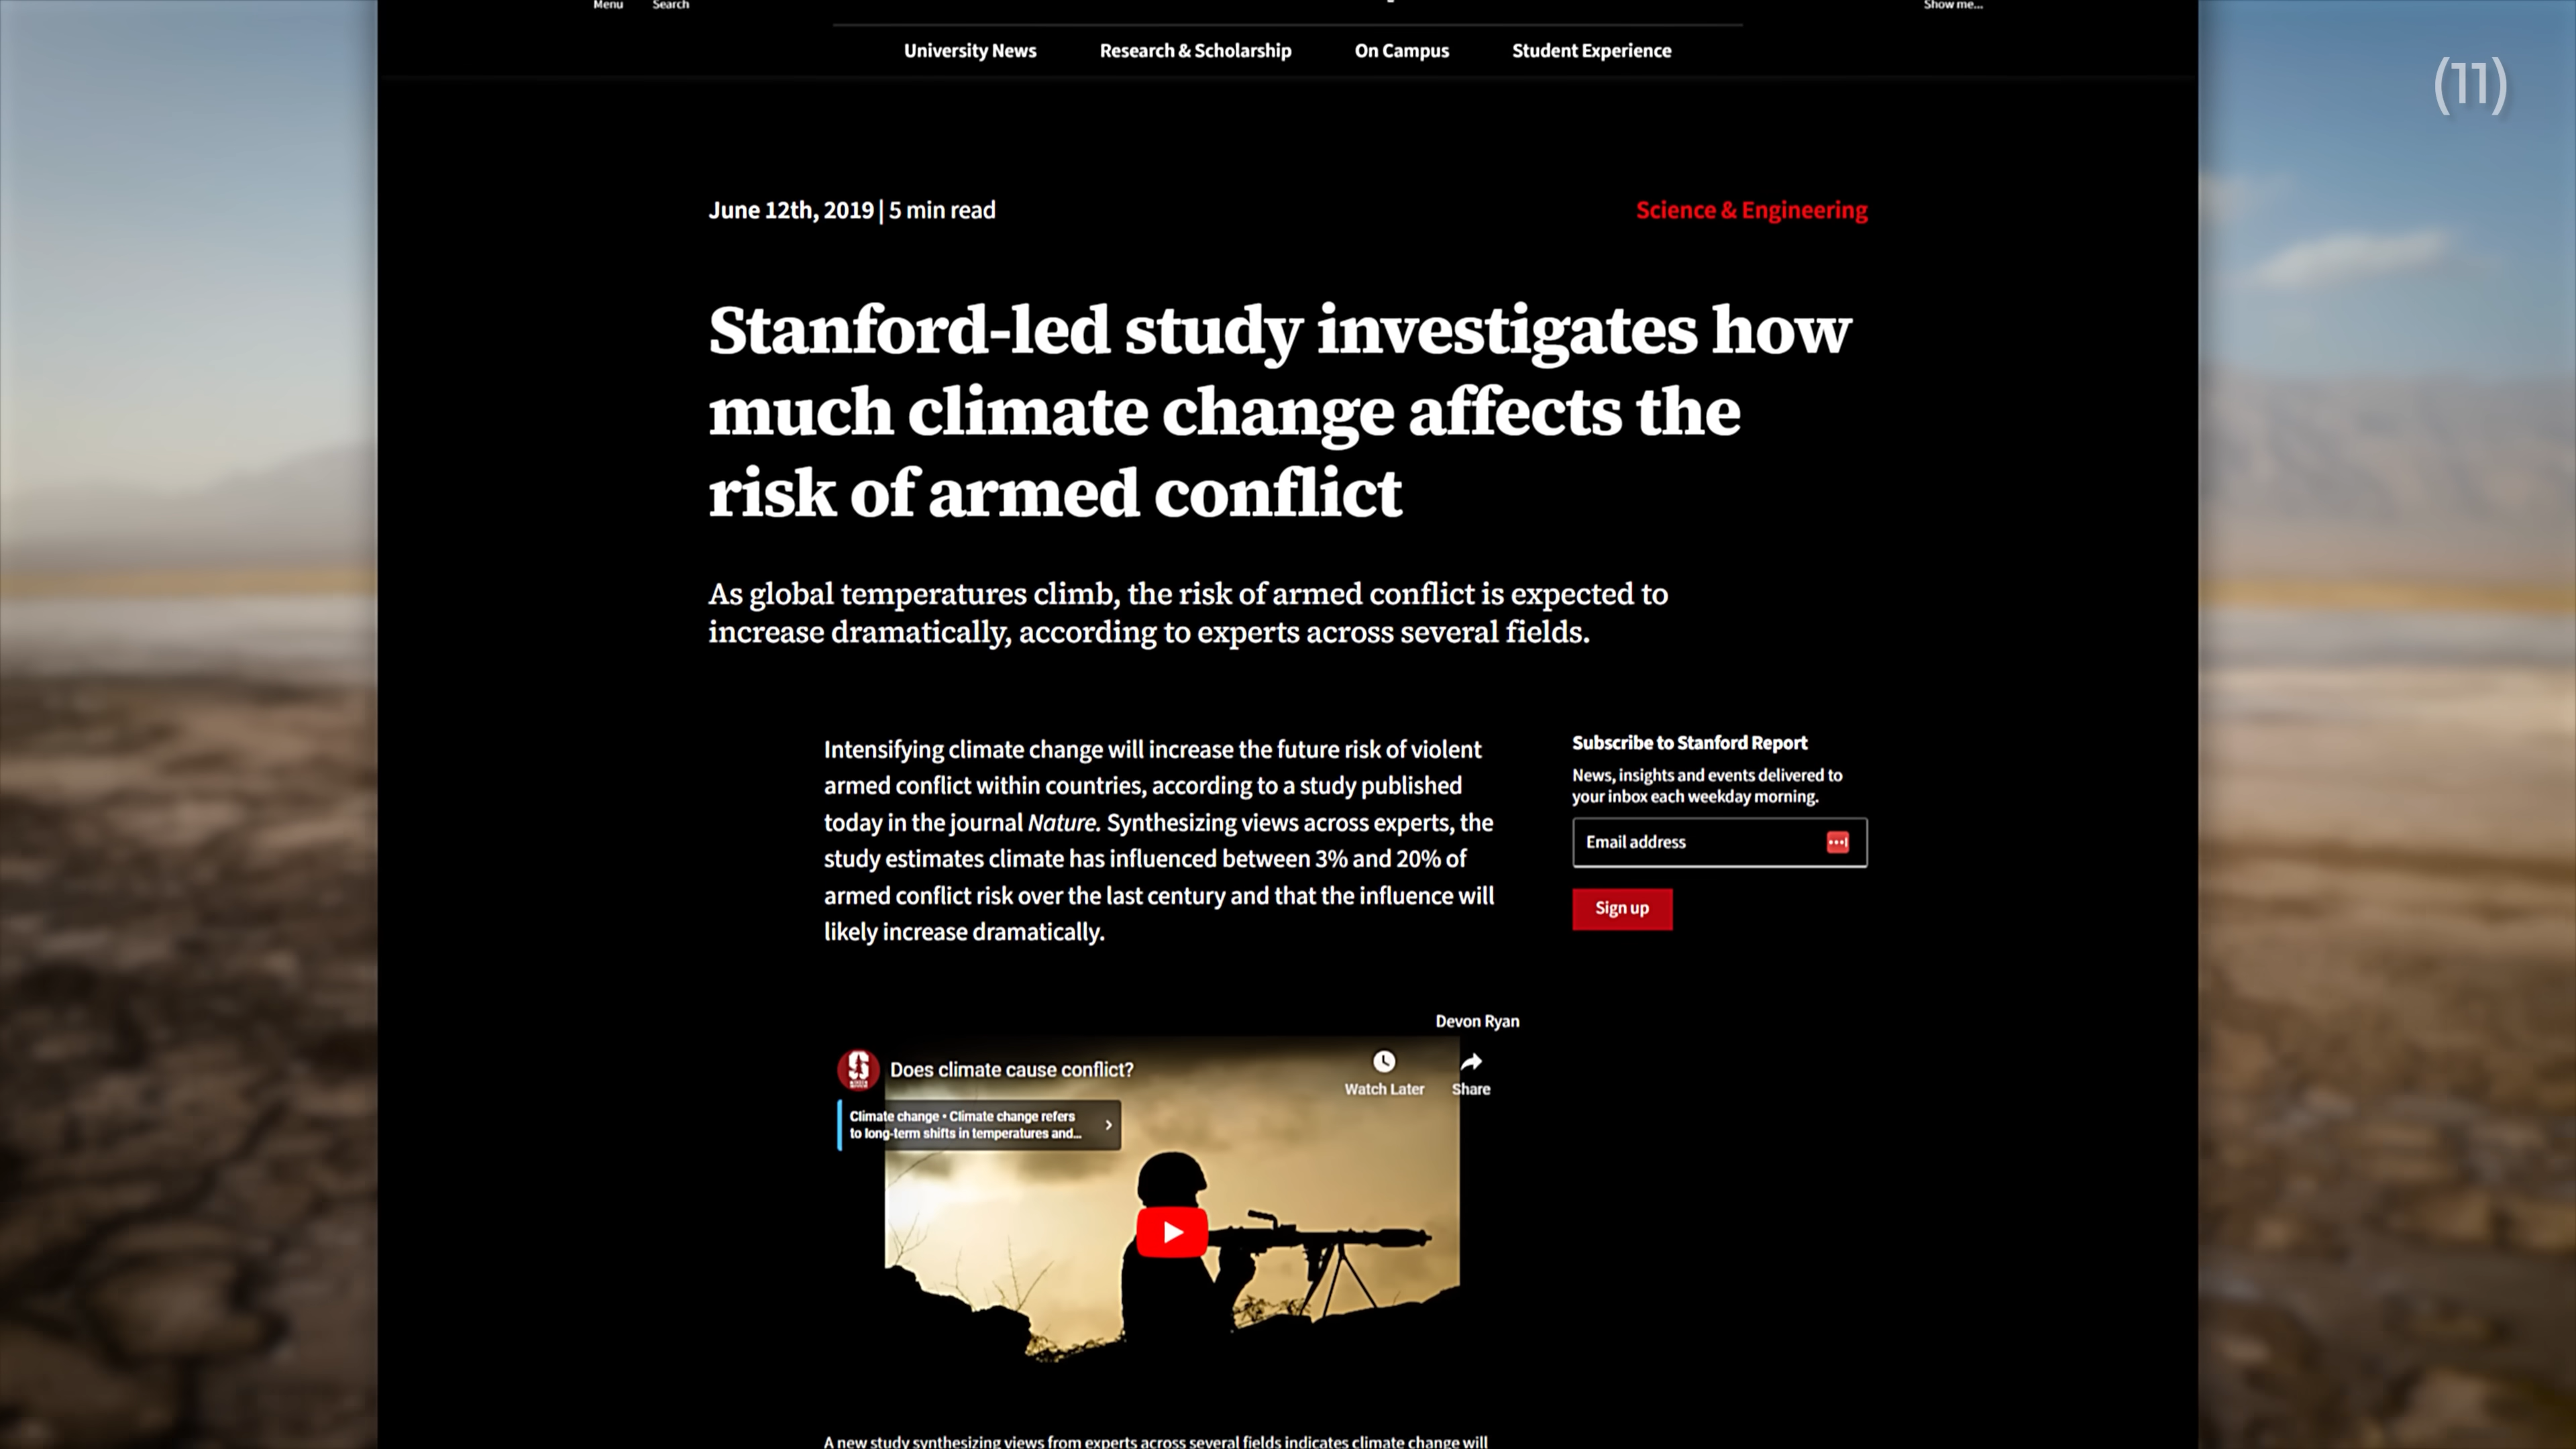 Menu Search Show me...
University News Research & Scholarship On Campus Student Experience
(11)
June 12th, 2019 | 5 min read Science & Engineering
Stanford-led study investigates how
much climate change affects the
risk of armed conflict
As global temperatures climb, the risk of armed conflict is expected to
increase dramatically, according to experts across several fields.
Intensifying climate change will increase the future risk of violent
armed conflict within countries, according to a study published
today in the journal Nature. Synthesizing views across experts, the
study estimates climate has influenced between 3% and 20% of
armed conflict risk over the last century and that the influence will
likely increase dramatically.
Subscribe to Stanford Report
News, insights and events delivered to
your inbox each weekday morning.
Email address
Sign up
Devon Ryan
Does climate cause conflict?
Watch Later Share
Climate change • Climate change refers
to long-term shifts in temperatures and...
A new study synthesizing views from experts across several fields indicates climate change will